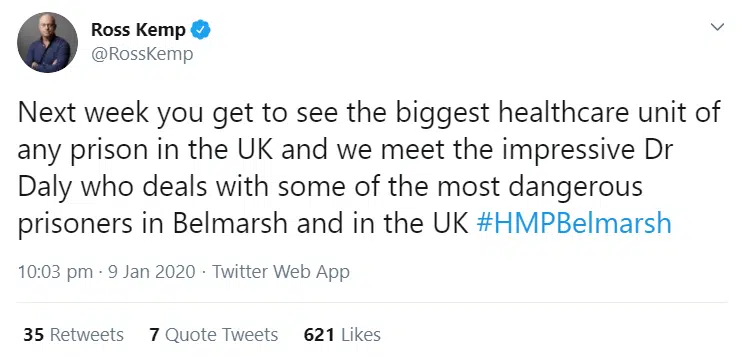 Ross Kemp
@RossKemp
Next week you get to see the biggest healthcare unit of
any prison in the UK and we meet the impressive Dr
Daly who deals with some of the most dangerous
prisoners in Belmarsh and in the UK #HMPBelmarsh
10:03 pm · 9 Jan 2020 · Twitter Web App
35 Retweets 7 Quote Tweets 621 Likes